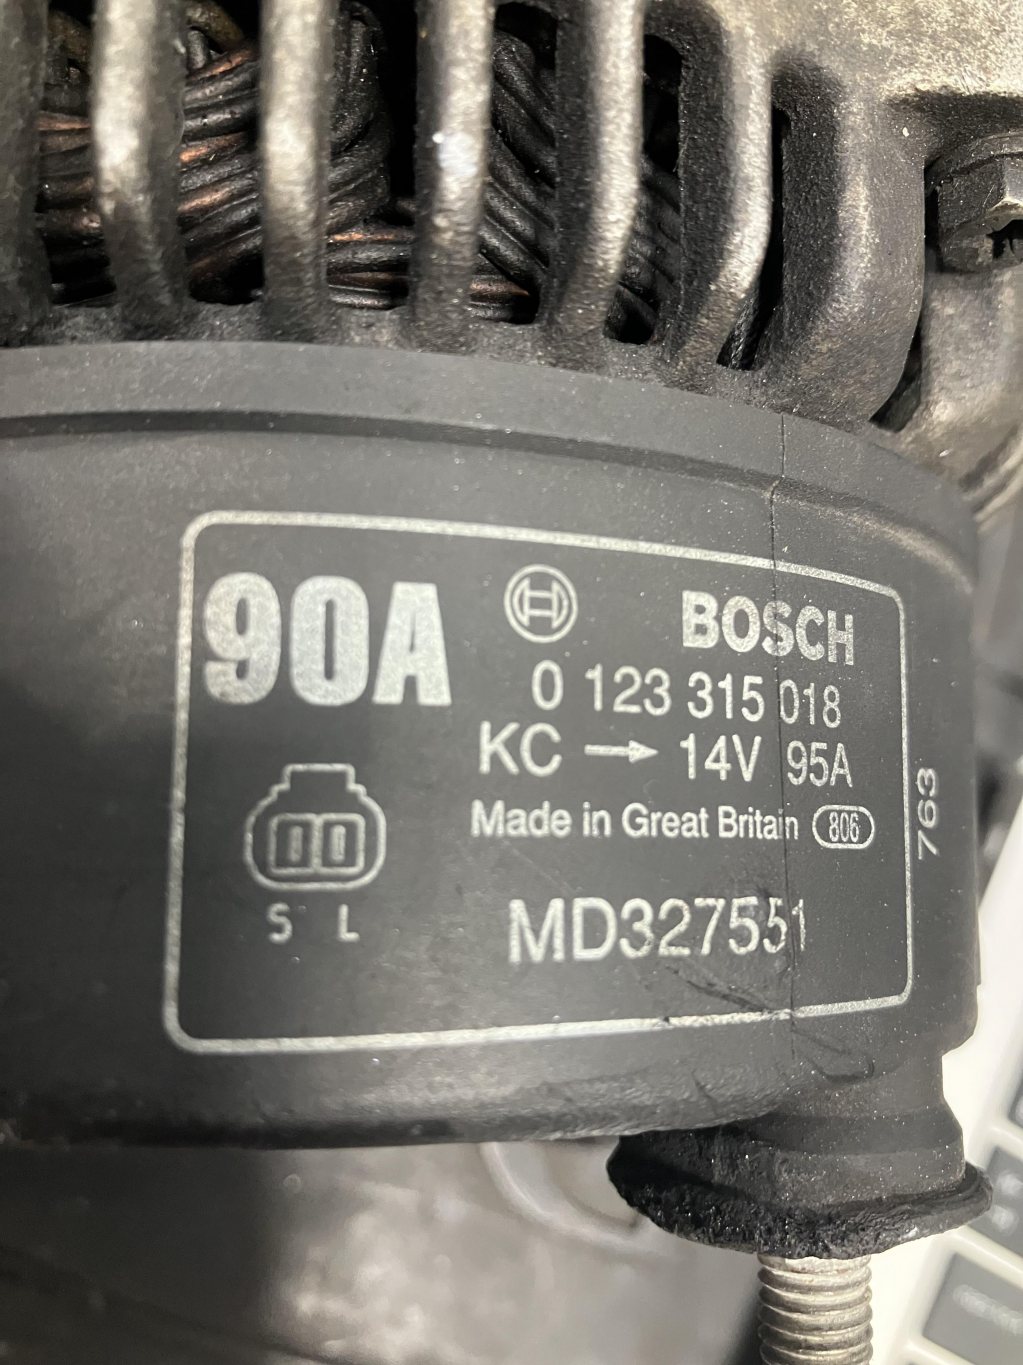 90A
BOSCH
0 123 315 018
KC → 14V 95A
Made in Great Britain 806
MD327551
S L
763